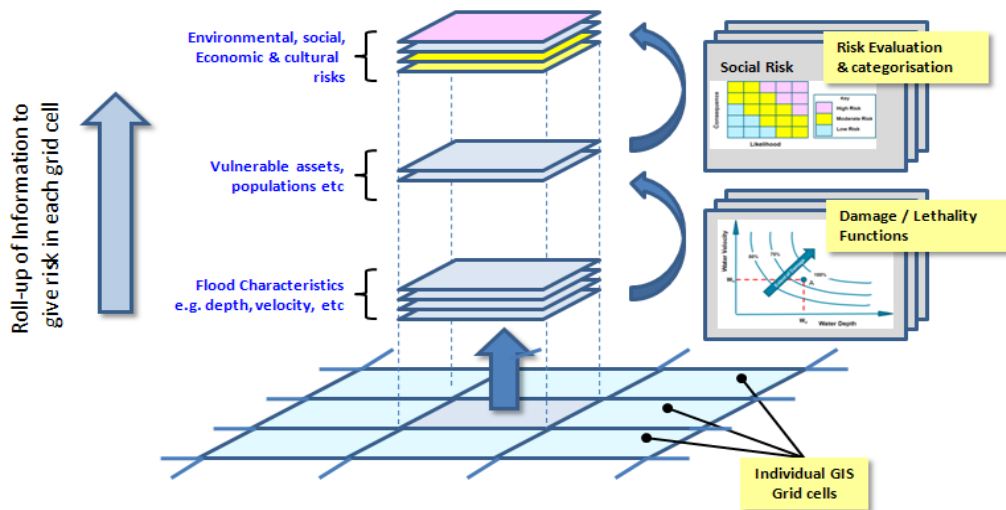 Environmental, social,
Economic & cultural
risks
Vulnerable assets,
populations etc
Flood Characteristics
e.g. depth, velocity, etc
Roll-up of Information to
give risk in each grid cell
Risk Evaluation
& categorisation
Social Risk
Consequence
Likelihood
Key
High Risk
Moderate Risk
Low Risk
Damage / Lethality
Functions
Water Velocity
Water Depth
100%
A
Individual GIS
Grid cells